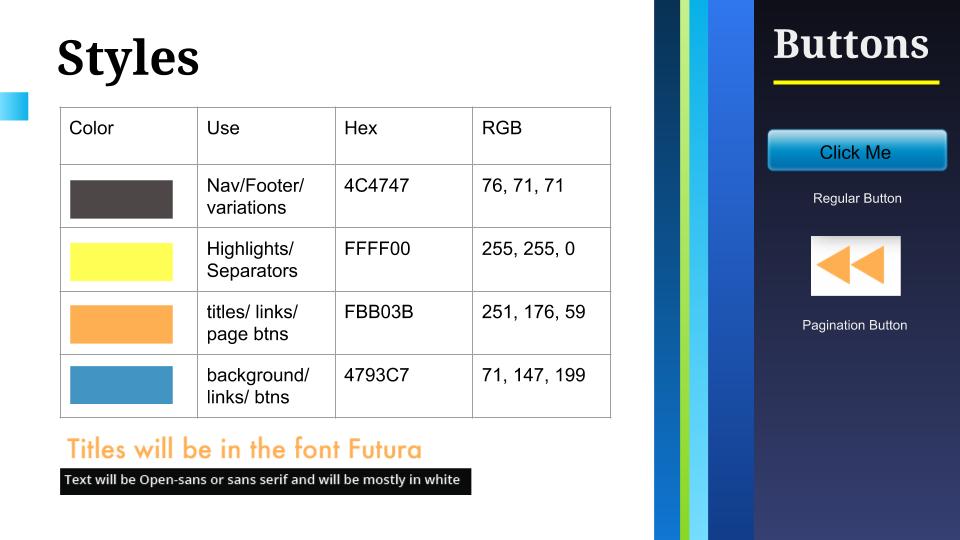 Styles
Color Use Hex RGB
Nav/Footer/ 4C4747 76, 71, 71
variations
Highlights/ FFFF00 255, 255, 0
Separators
titles/ links/ FBB03B 251, 176, 59
page btns
background/ 4793C7 71, 147, 199
links/ btns
Titles will be in the font Futura
Text will be Open-sans or sans serif and will be mostly in white
Buttons
Click Me
Regular Button
Pagination Button